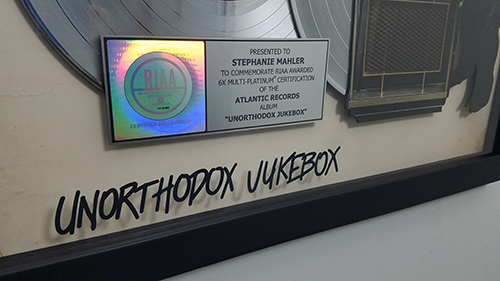 RIAA
PRESENTED TO
STEPHANIE MAHLER
TO COMMEMORATE RIAA AWARDED
6X MULTI-PLATINUM® CERTIFICATION
OF THE
ATLANTIC RECORDS
ALBUM
"UNORTHODOX JUKEBOX"
UNORTHODOX JUKEBOX